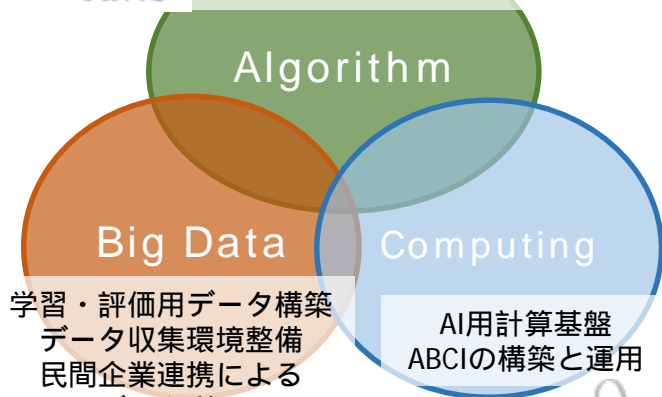 Algorithm
Big Data
Computing
学習・評価用データ構築
データ収集環境整備
民間企業連携による
AI用計算基盤
ABCIの構築と運用